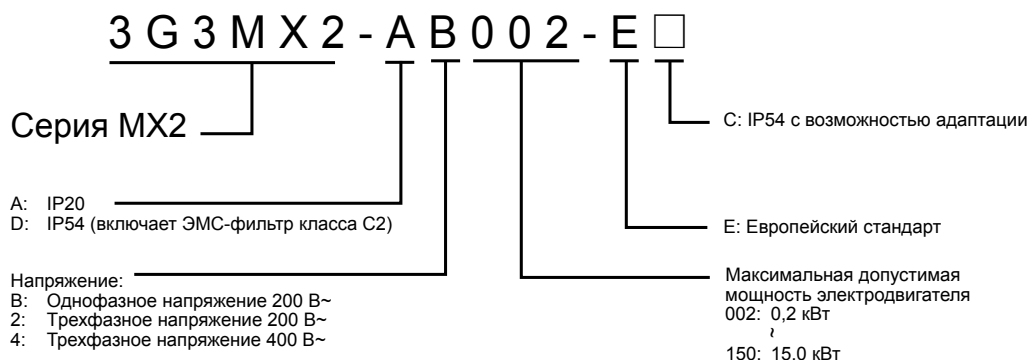 3G3MX2-AB002-E□
Серия MX2
C: IP54 с возможностью адаптации
A: IP20
D: IP54 (включает ЭМС-фильтр класса C2)
E: Европейский стандарт
Напряжение:
B: Однофазное напряжение 200 В~
2: Трехфазное напряжение 200 В~
4: Трехфазное напряжение 400 В~
Максимальная допустимая
мощность электродвигателя
002: 0,2 кВт
~
150: 15,0 кВт